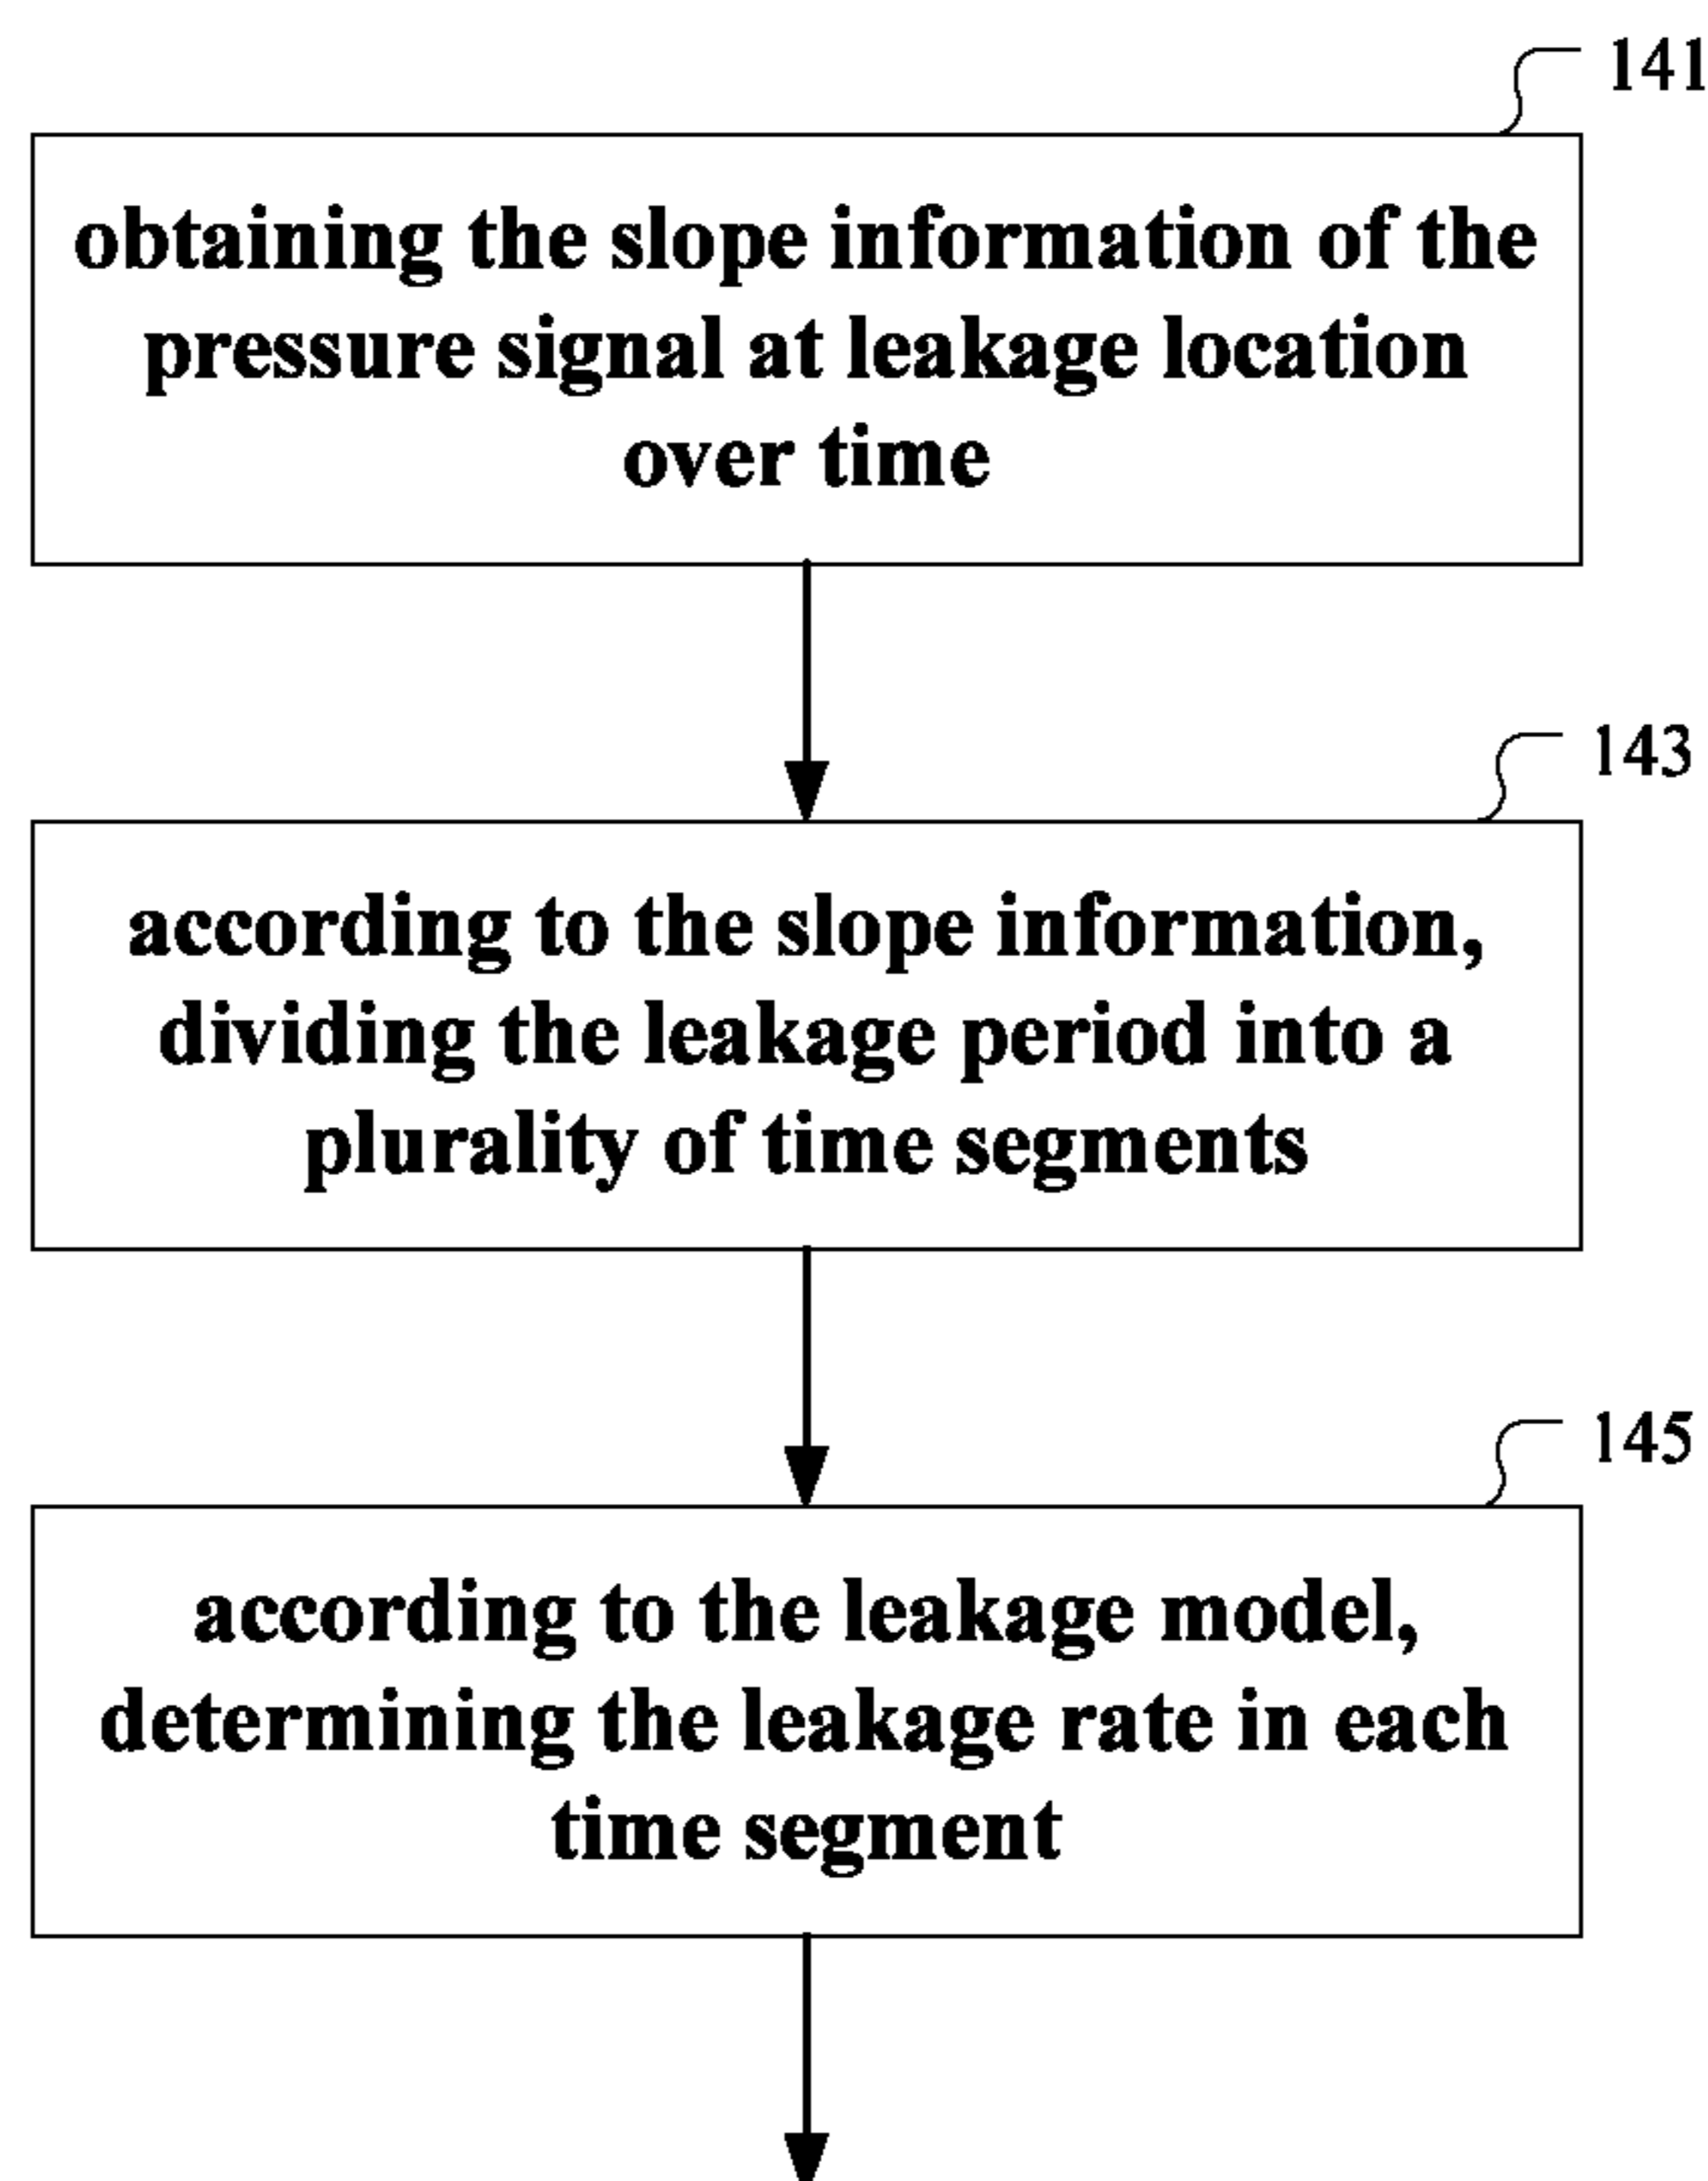 141
obtaining the slope information of the
pressure signal at leakage location
over time
143
according to the slope information,
dividing the leakage period into a
plurality of time segments
145
according to the leakage model,
determining the leakage rate in each
time segment